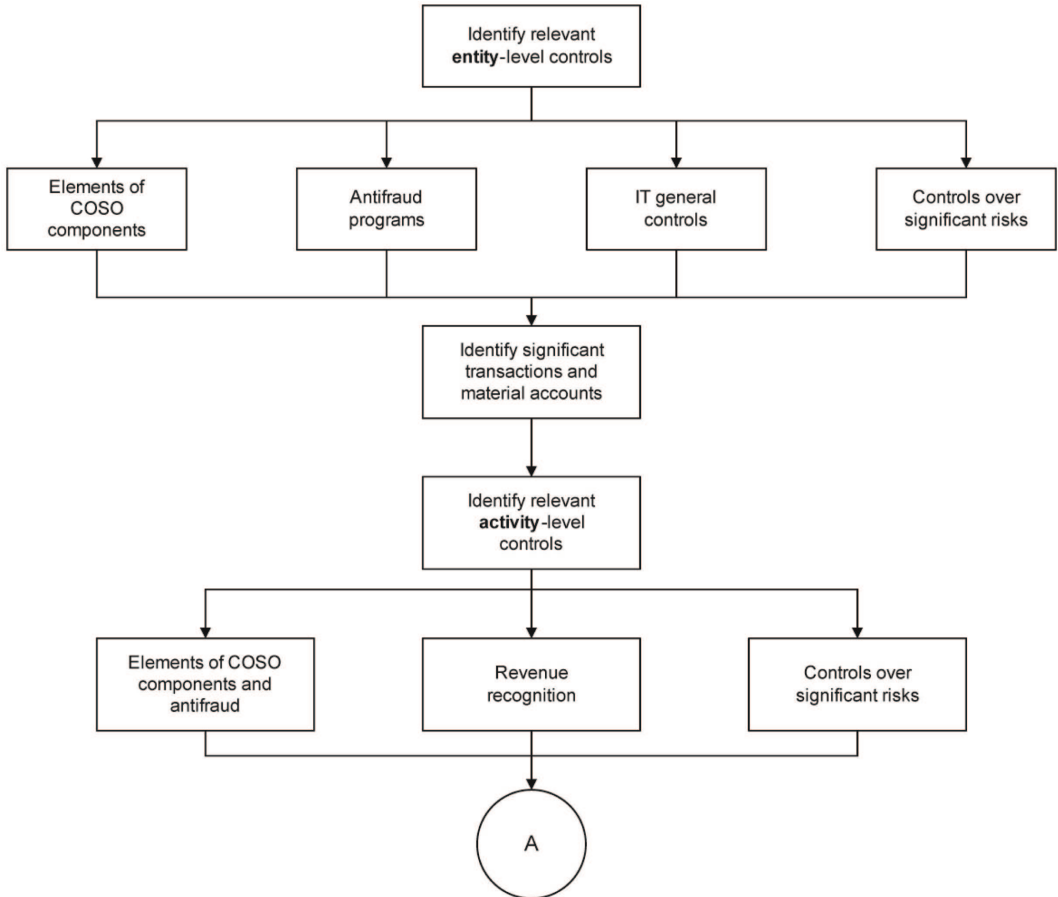 Identify relevant
entity-level controls
Elements of
COSO
components
Antifraud
programs
IT general
controls
Controls over
significant risks
Identify significant
transactions and
material accounts
Identify relevant
activity-level
controls
Elements of COSO
components and
antifraud
Revenue
recognition
Controls over
significant risks
A